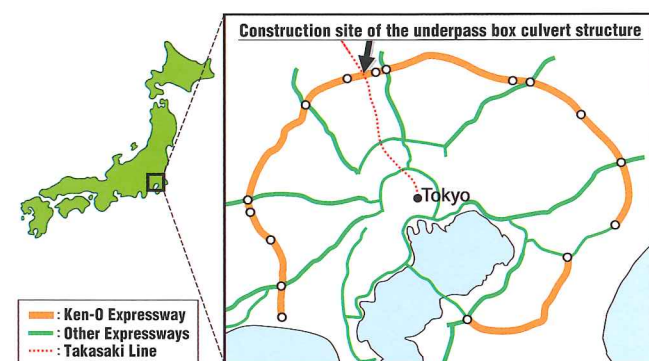 Construction site of the underpass box culvert structure
Tokyo
: Ken-O Expressway
: Other Expressways
: Takasaki Line